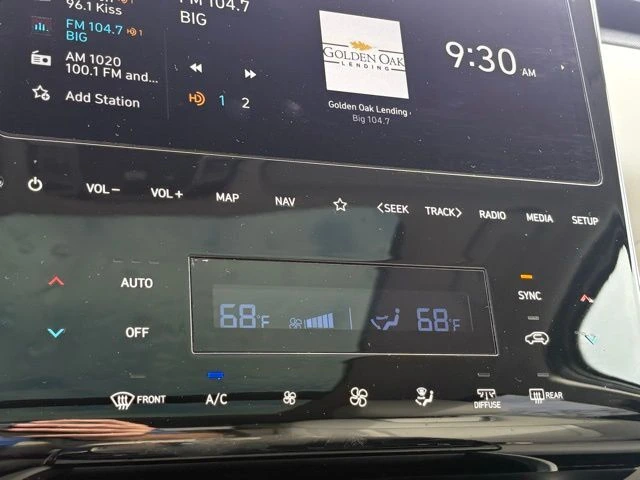 96.1 Kiss
FM 104.7
BIG
AM 1020
100.1 FM and...
Add Station
FM 104.7
BIG
HD 1 2
GOLDEN OAK
LENDING
Golden Oak Lending
Big 104.7
9:30 AM
VOL− VOL+ MAP NAV <SEEK TRACK> RADIO MEDIA SETUP
AUTO
OFF
68°F 68°F
SYNC
FRONT A/C DIFFUSE REAR